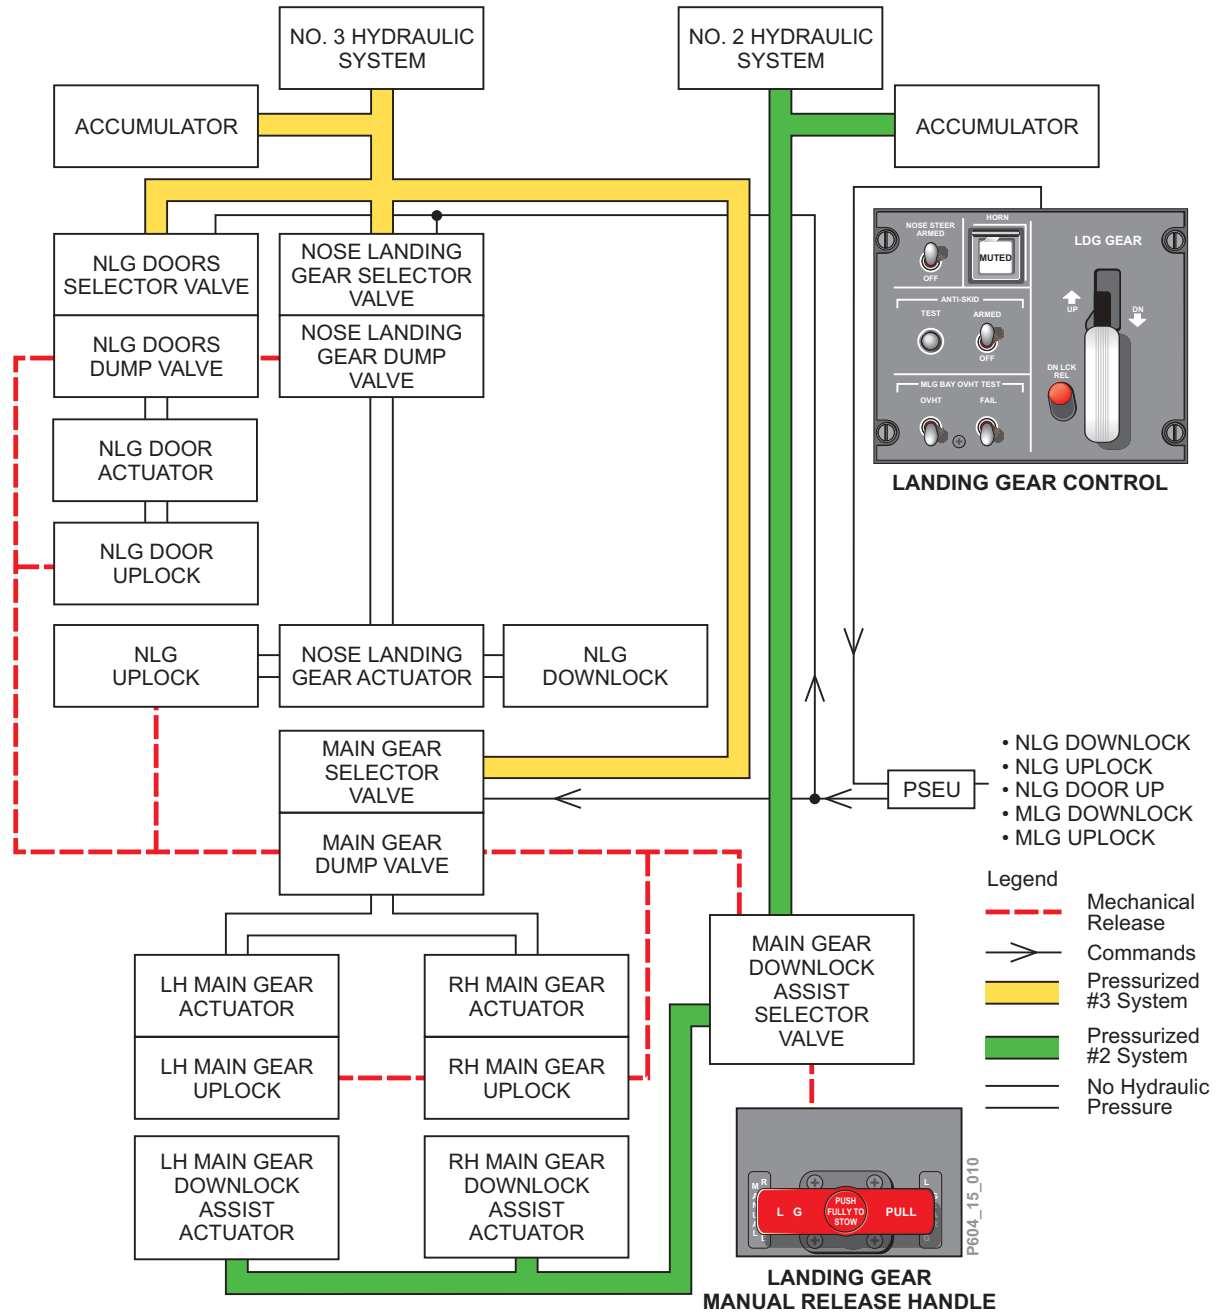 NO. 3 HYDRAULIC
SYSTEM
NO. 2 HYDRAULIC
SYSTEM
ACCUMULATOR
ACCUMULATOR
NLG DOORS
SELECTOR VALVE
NOSE LANDING
GEAR SELECTOR
VALVE
NLG DOORS
DUMP VALVE
NOSE LANDING
GEAR DUMP
VALVE
NLG DOOR
ACTUATOR
NLG DOOR
UPLOCK
NLG
UPLOCK
NOSE LANDING
GEAR ACTUATOR
NLG
DOWNLOCK
NOSE STEER
ARMED
OFF
HORN
MUTED
LDG GEAR
UP
DN
ANTI-SKID
TEST
ARMED
OFF
DN LCK
REL
MLG BAY OVHT TEST
OVHT
FAIL
LANDING GEAR CONTROL
MAIN GEAR
SELECTOR
VALVE
MAIN GEAR
DUMP VALVE
PSEU
• NLG DOWNLOCK
• NLG UPLOCK
• NLG DOOR UP
• MLG DOWNLOCK
• MLG UPLOCK
Legend
Mechanical
Release
Commands
Pressurized
#3 System
Pressurized
#2 System
No Hydraulic
Pressure
LH MAIN GEAR
ACTUATOR
RH MAIN GEAR
ACTUATOR
LH MAIN GEAR
UPLOCK
RH MAIN GEAR
UPLOCK
MAIN GEAR
DOWNLOCK
ASSIST
SELECTOR
VALVE
LH MAIN GEAR
DOWNLOCK
ASSIST
ACTUATOR
RH MAIN GEAR
DOWNLOCK
ASSIST
ACTUATOR
L G
PUSH
FULLY TO
STOW
PULL
P604_15_010
LANDING GEAR
MANUAL RELEASE HANDLE